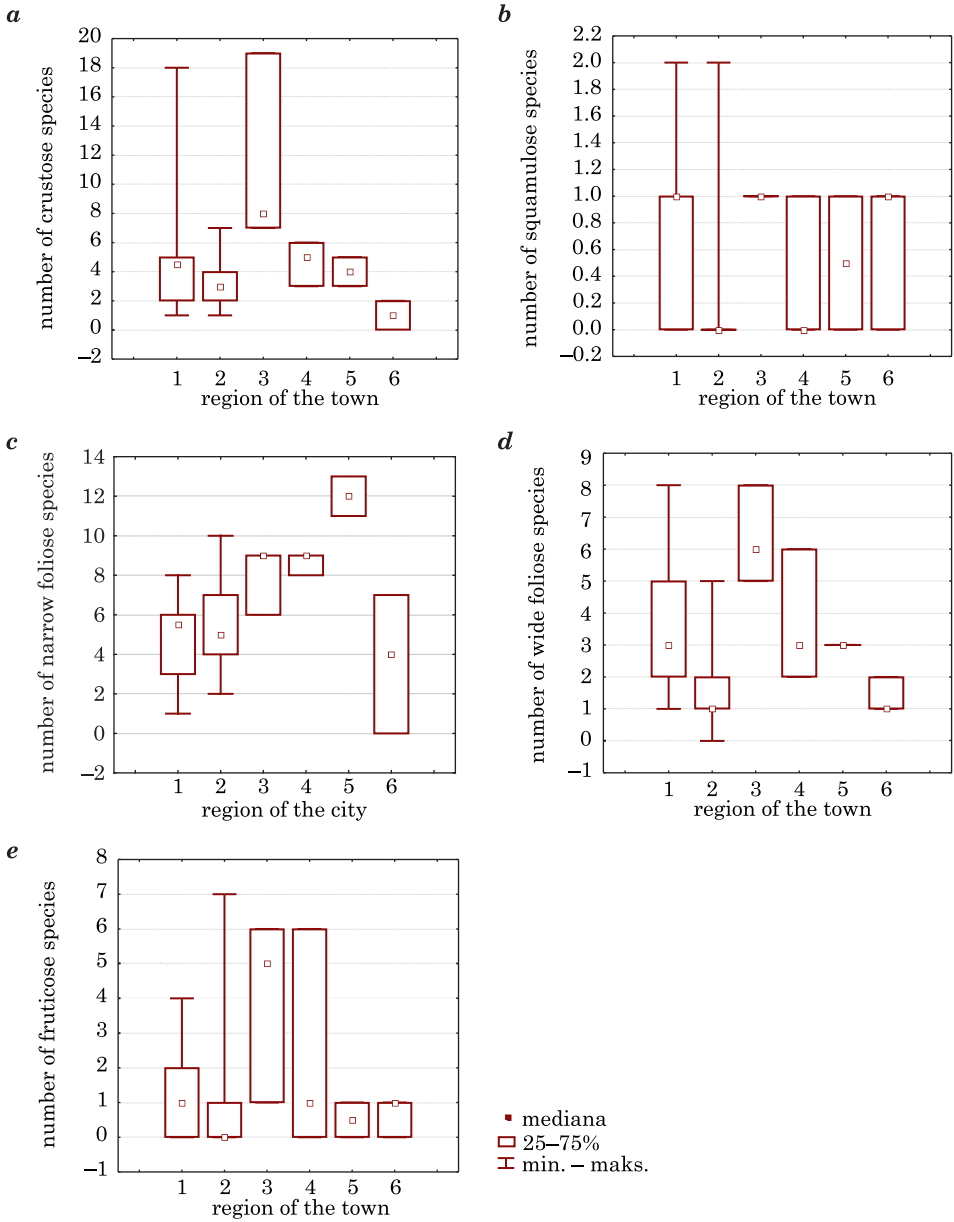 a
number of crustose species
20
18
16
14
12
10
8
6
4
2
0
–2
1 2 3 4 5 6
region of the town
b
number of squamulose species
2.2
2.0
1.8
1.6
1.4
1.2
1.0
0.8
0.6
0.4
0.2
0.0
–0.2
1 2 3 4 5 6
region of the town
c
number of narrow foliose species
14
12
10
8
6
4
2
0
–2
1 2 3 4 5 6
region of the city
d
number of wide foliose species
9
8
7
6
5
4
3
2
1
0
–1
1 2 3 4 5 6
region of the town
e
number of fruticose species
8
7
6
5
4
3
2
1
0
–1
1 2 3 4 5 6
region of the town
mediana
25–75%
min. – maks.